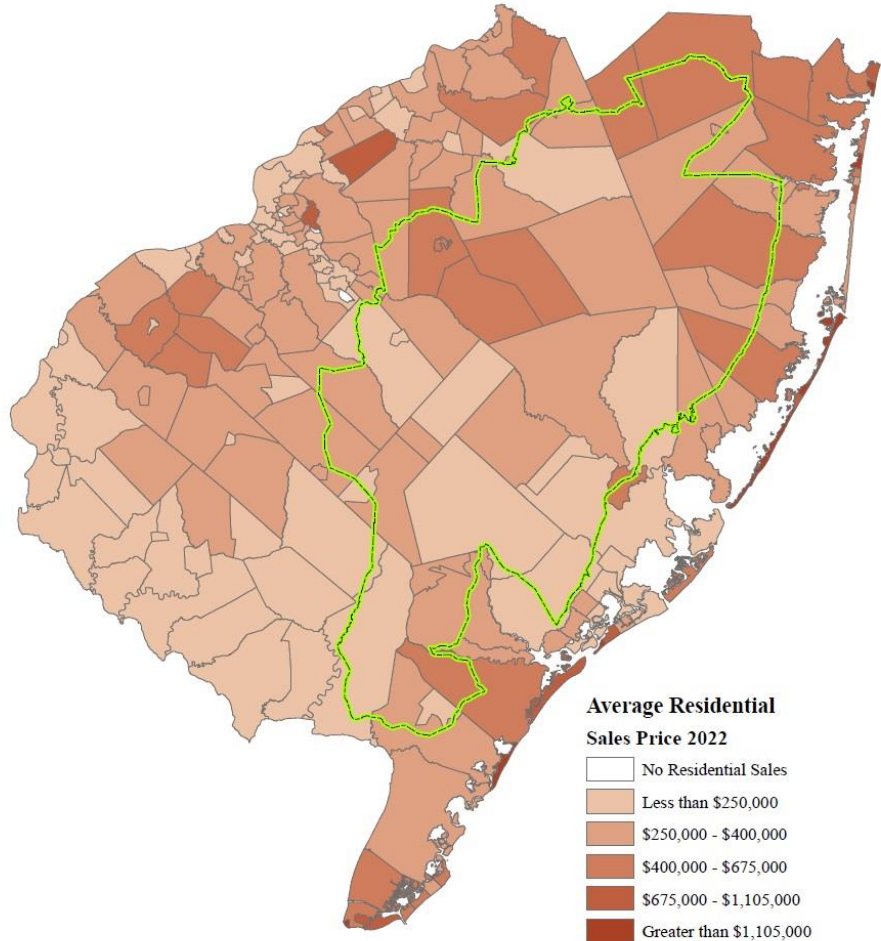 Average Residential
Sales Price 2022
No Residential Sales
Less than $250,000
$250,000 - $400,000
$400,000 - $675,000
$675,000 - $1,105,000
Greater than $1,105,000